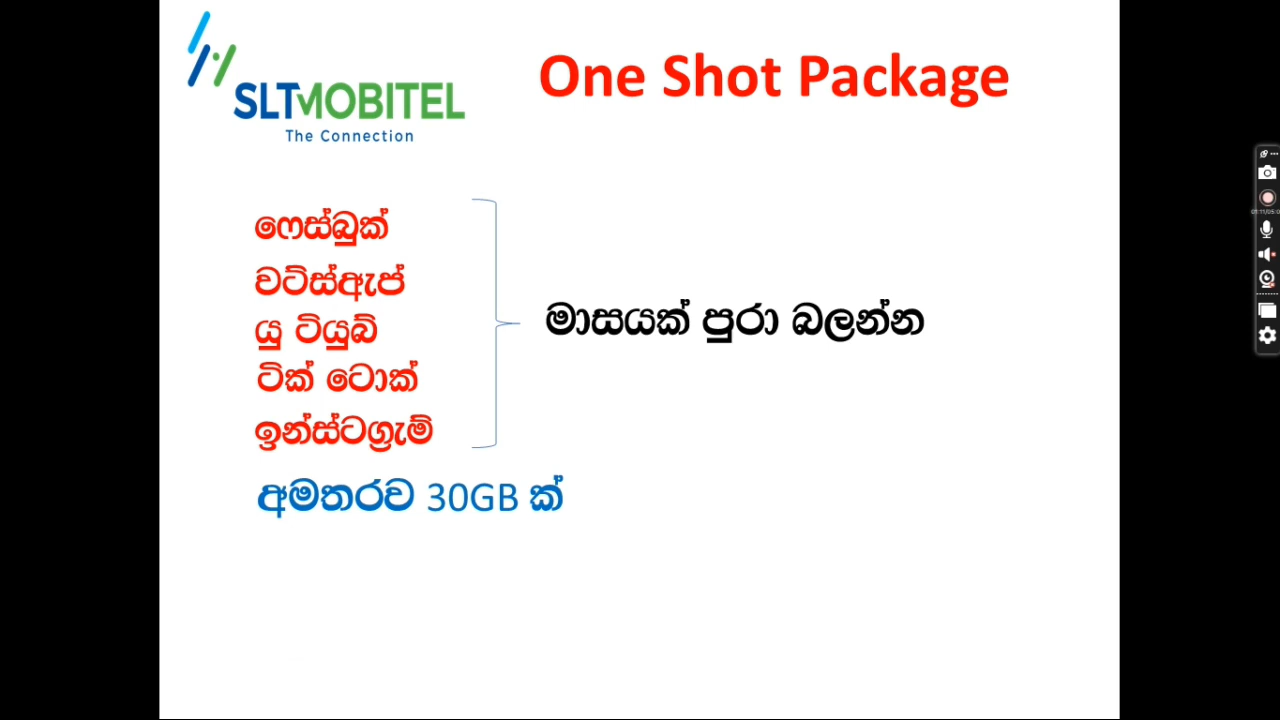 SLTMOBITEL
The Connection
One Shot Package
ෆෙස්බුක්
වට්ස්ඇප්
යු ටියුබ්
ටික් ටොක්
ඉන්ස්ටග්‍රැම්
මාසයක් පුරා බලන්න
අමතරව 30GB ක්